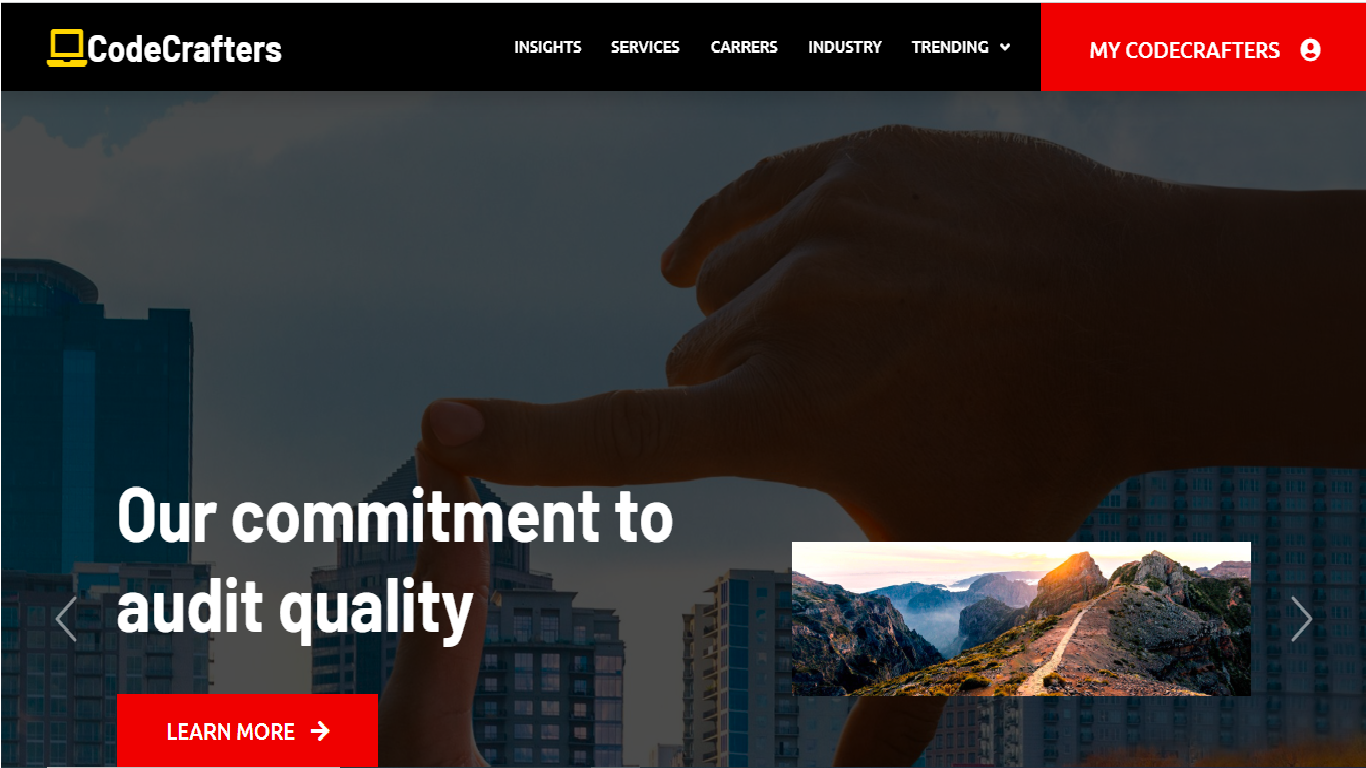 CodeCrafters
INSIGHTS SERVICES CARRERS INDUSTRY TRENDING
MY CODECRAFTERS
Our commitment to
audit quality
LEARN MORE